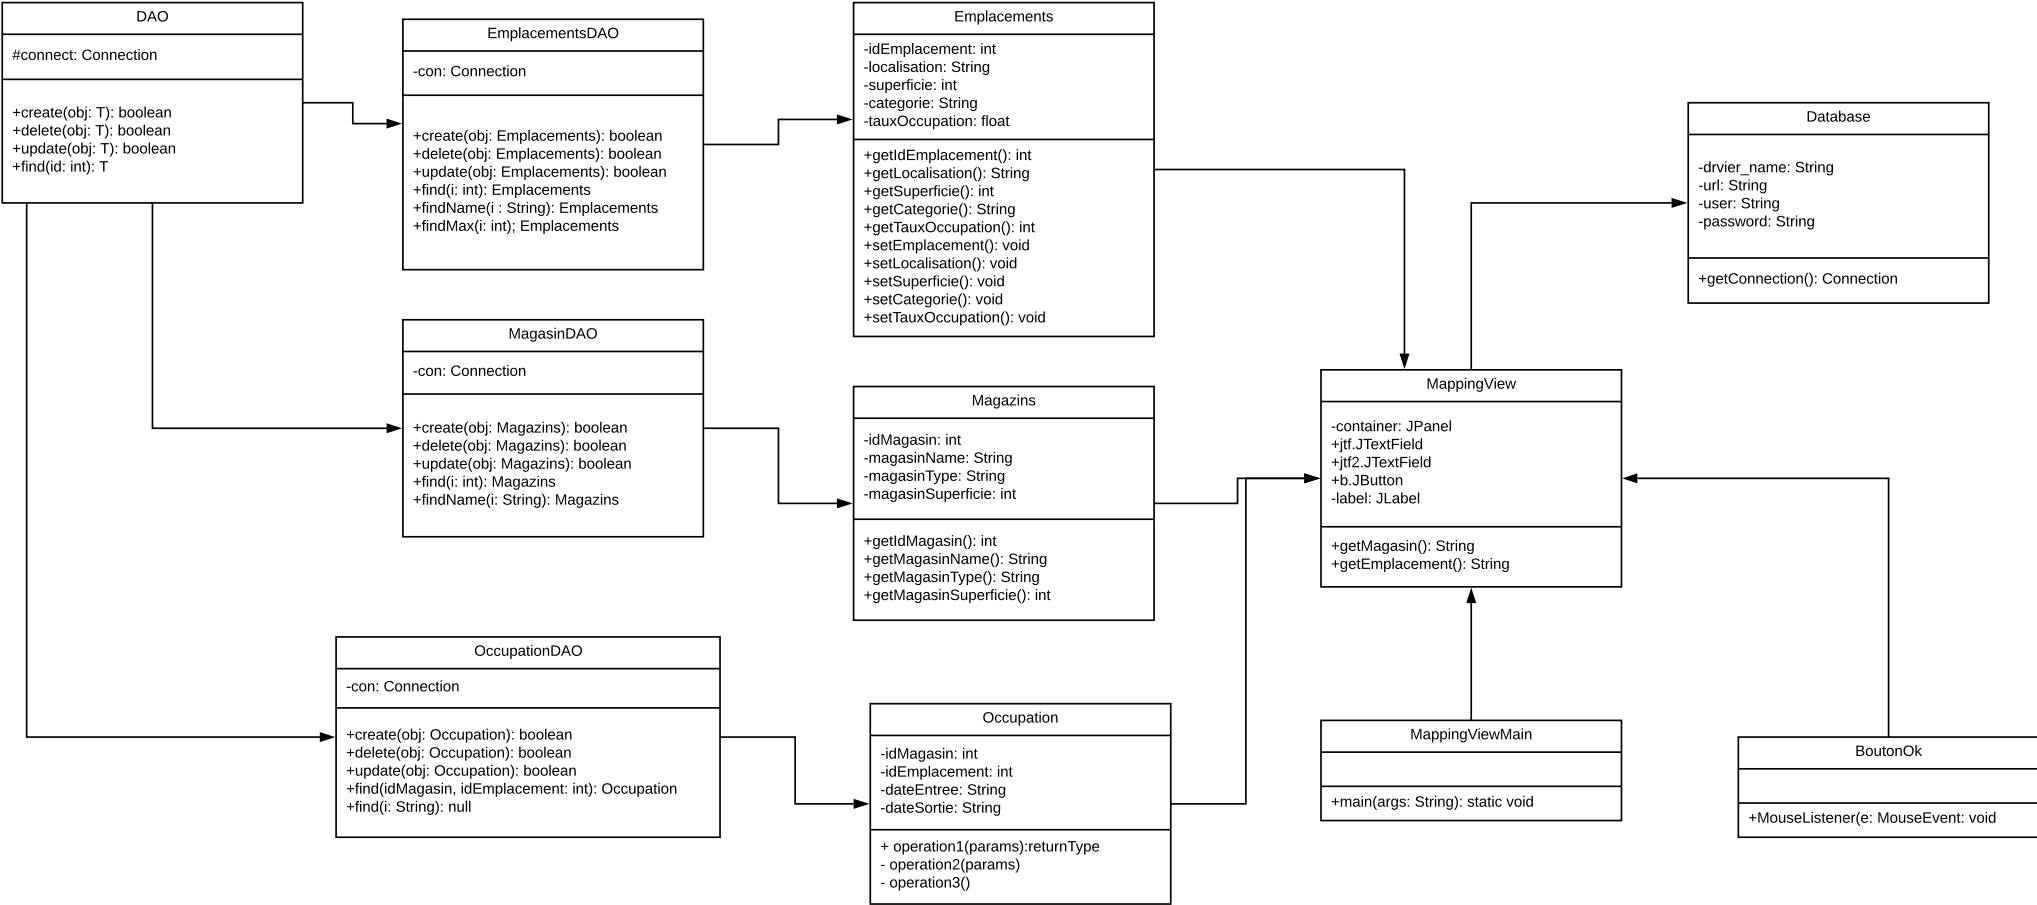 DAO
#connect: Connection
+create(obj: T): boolean
+delete(obj: T): boolean
+update(obj: T): boolean
+find(id: int): T
EmplacementsDAO
-con: Connection
+create(obj: Emplacements): boolean
+delete(obj: Emplacements): boolean
+update(obj: Emplacements): boolean
+find(i: int): Emplacements
+findName(i : String): Emplacements
+findMax(i: int); Emplacements
Emplacements
-idEmplacement: int
-localisation: String
-superficie: int
-categorie: String
-tauxOccupation: float
+getIdEmplacement(): int
+getLocalisation(): String
+getSuperficie(): int
+getCategorie(): String
+getTauxOccupation(): int
+setEmplacement(): void
+setLocalisation(): void
+setSuperficie(): void
+setCategorie(): void
+setTauxOccupation(): void
Database
-drvier_name: String
-url: String
-user: String
-password: String
+getConnection(): Connection
MagasinDAO
-con: Connection
+create(obj: Magazins): boolean
+delete(obj: Magazins): boolean
+update(obj: Magazins): boolean
+find(i: int): Magazins
+findName(i: String): Magazins
Magazins
-idMagasin: int
-magasinName: String
-magasinType: String
-magasinSuperficie: int
+getIdMagasin(): int
+getMagasinName(): String
+getMagasinType(): String
+getMagasinSuperficie(): int
MappingView
-container: JPanel
+jtf.JTextField
+jtf2.JTextField
+b.JButton
-label: JLabel
+getMagasin(): String
+getEmplacement(): String
OccupationDAO
-con: Connection
+create(obj: Occupation): boolean
+delete(obj: Occupation): boolean
+update(obj: Occupation): boolean
+find(idMagasin, idEmplacement: int): Occupation
+find(i: String): null
Occupation
-idMagasin: int
-idEmplacement: int
-dateEntree: String
-dateSortie: String
+ operation1(params):returnType
- operation2(params)
- operation3()
MappingViewMain
+main(args: String): static void
BoutonOk
+MouseListener(e: MouseEvent: void